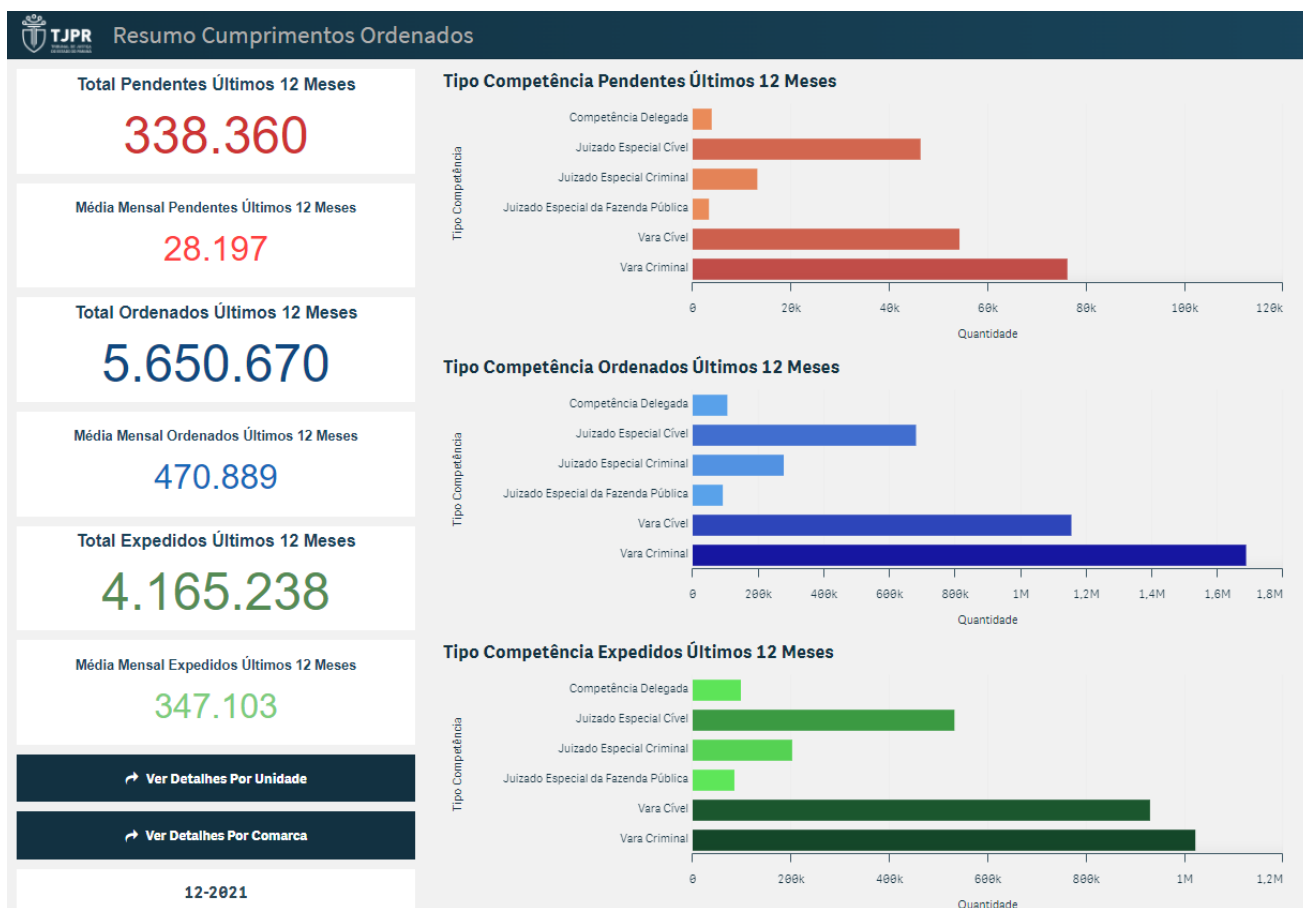 TJPR
TRIBUNAL DE JUSTIÇA
DO ESTADO DO PARANÁ
Resumo Cumprimentos Ordenados
Total Pendentes Últimos 12 Meses
338.360
Média Mensal Pendentes Últimos 12 Meses
28.197
Total Ordenados Últimos 12 Meses
5.650.670
Média Mensal Ordenados Últimos 12 Meses
470.889
Total Expedidos Últimos 12 Meses
4.165.238
Média Mensal Expedidos Últimos 12 Meses
347.103
Ver Detalhes Por Unidade
Ver Detalhes Por Comarca
12-2021
Tipo Competência Pendentes Últimos 12 Meses
Tipo Competência
Competência Delegada
Juizado Especial Cível
Juizado Especial Criminal
Juizado Especial da Fazenda Pública
Vara Cível
Vara Criminal
0 20k 40k 60k 80k 100k 120k
Quantidade
Tipo Competência Ordenados Últimos 12 Meses
Tipo Competência
Competência Delegada
Juizado Especial Cível
Juizado Especial Criminal
Juizado Especial da Fazenda Pública
Vara Cível
Vara Criminal
0 200k 400k 600k 800k 1M 1,2M 1,4M 1,6M 1,8M
Quantidade
Tipo Competência Expedidos Últimos 12 Meses
Tipo Competência
Competência Delegada
Juizado Especial Cível
Juizado Especial Criminal
Juizado Especial da Fazenda Pública
Vara Cível
Vara Criminal
0 200k 400k 600k 800k 1M 1,2M
Quantidade